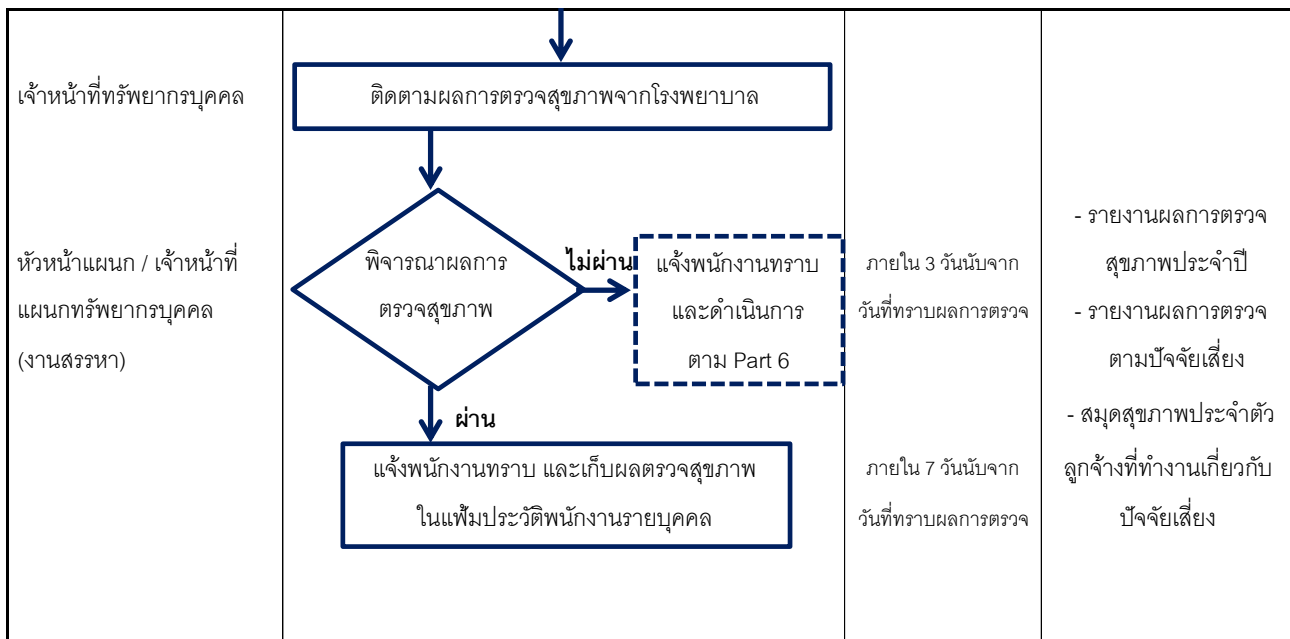 เจ้าหน้าที่ทรัพยากรบุคคล
ติดตามผลการตรวจสุขภาพจากโรงพยาบาล
หัวหน้าแผนก / เจ้าหน้าที่
แผนกทรัพยากรบุคคล
(งานสรรหา)
พิจารณาผลการ
ตรวจสุขภาพ
ไม่ผ่าน
แจ้งพนักงานทราบ
และดำเนินการ
ตาม Part 6
ภายใน 3 วันนับจาก
วันที่ทราบผลการตรวจ
ผ่าน
แจ้งพนักงานทราบ และเก็บผลตรวจสุขภาพ
ในแฟ้มประวัติพนักงานรายบุคคล
ภายใน 7 วันนับจาก
วันที่ทราบผลการตรวจ
- รายงานผลการตรวจ
สุขภาพประจำปี
- รายงานผลการตรวจ
ตามปัจจัยเสี่ยง
- สมุดสุขภาพประจำตัว
ลูกจ้างที่ทำงานเกี่ยวกับ
ปัจจัยเสี่ยง